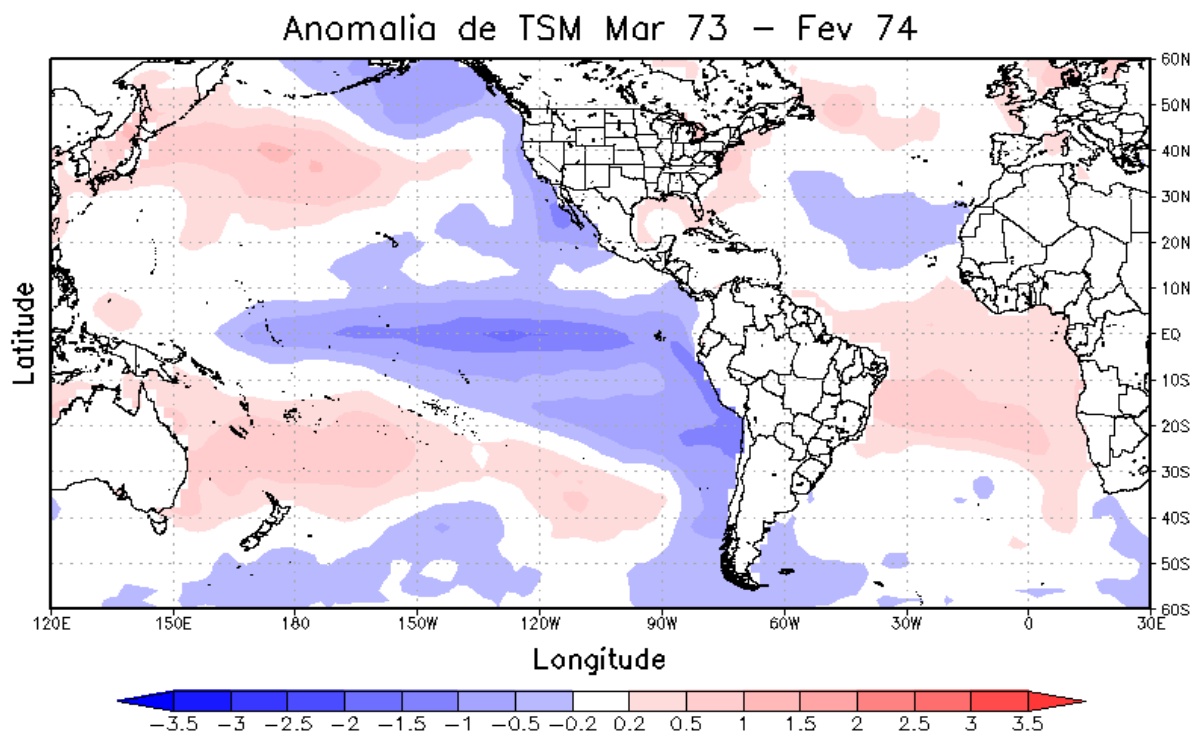 Anomalia de TSM Mar 73 – Fev 74
60N
50N
40N
30N
20N
10N
EQ
10S
20S
30S
40S
50S
60S
Latitude
120E 150E 180 150W 120W 90W 60W 30W 0 30E
Longitude
−3.5 −3 −2.5 −2 −1.5 −1 −0.5 −0.2 0.2 0.5 1 1.5 2 2.5 3 3.5